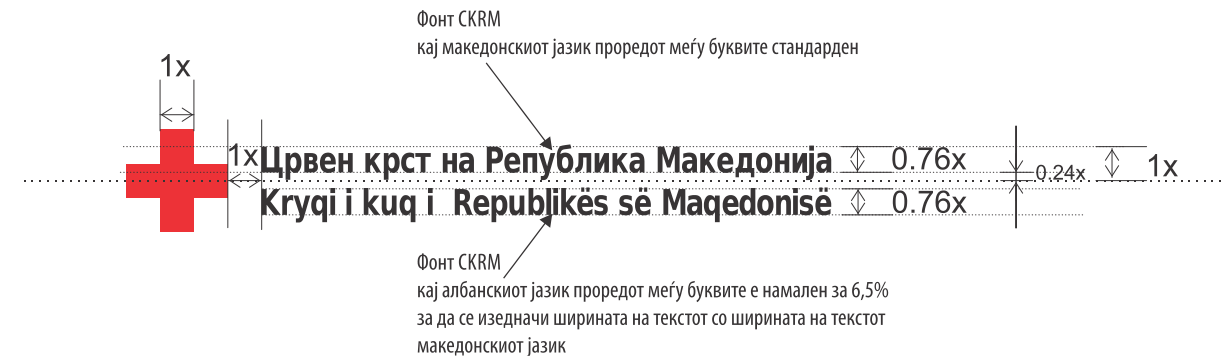 Фонт CKRM
кај македонскиот јазик проредот меѓу буквите стандарден
1x
1x
Црвен крст на Република Македонија
0.76x
0.24x
1x
Kryqi i kuq i Republikës së Maqedonisë
0.76x
Фонт CKRM
кај албанскиот јазик проредот меѓу буквите е намален за 6,5%
за да се изедначи ширината на текстот со ширината на текстот
македонскиот јазик